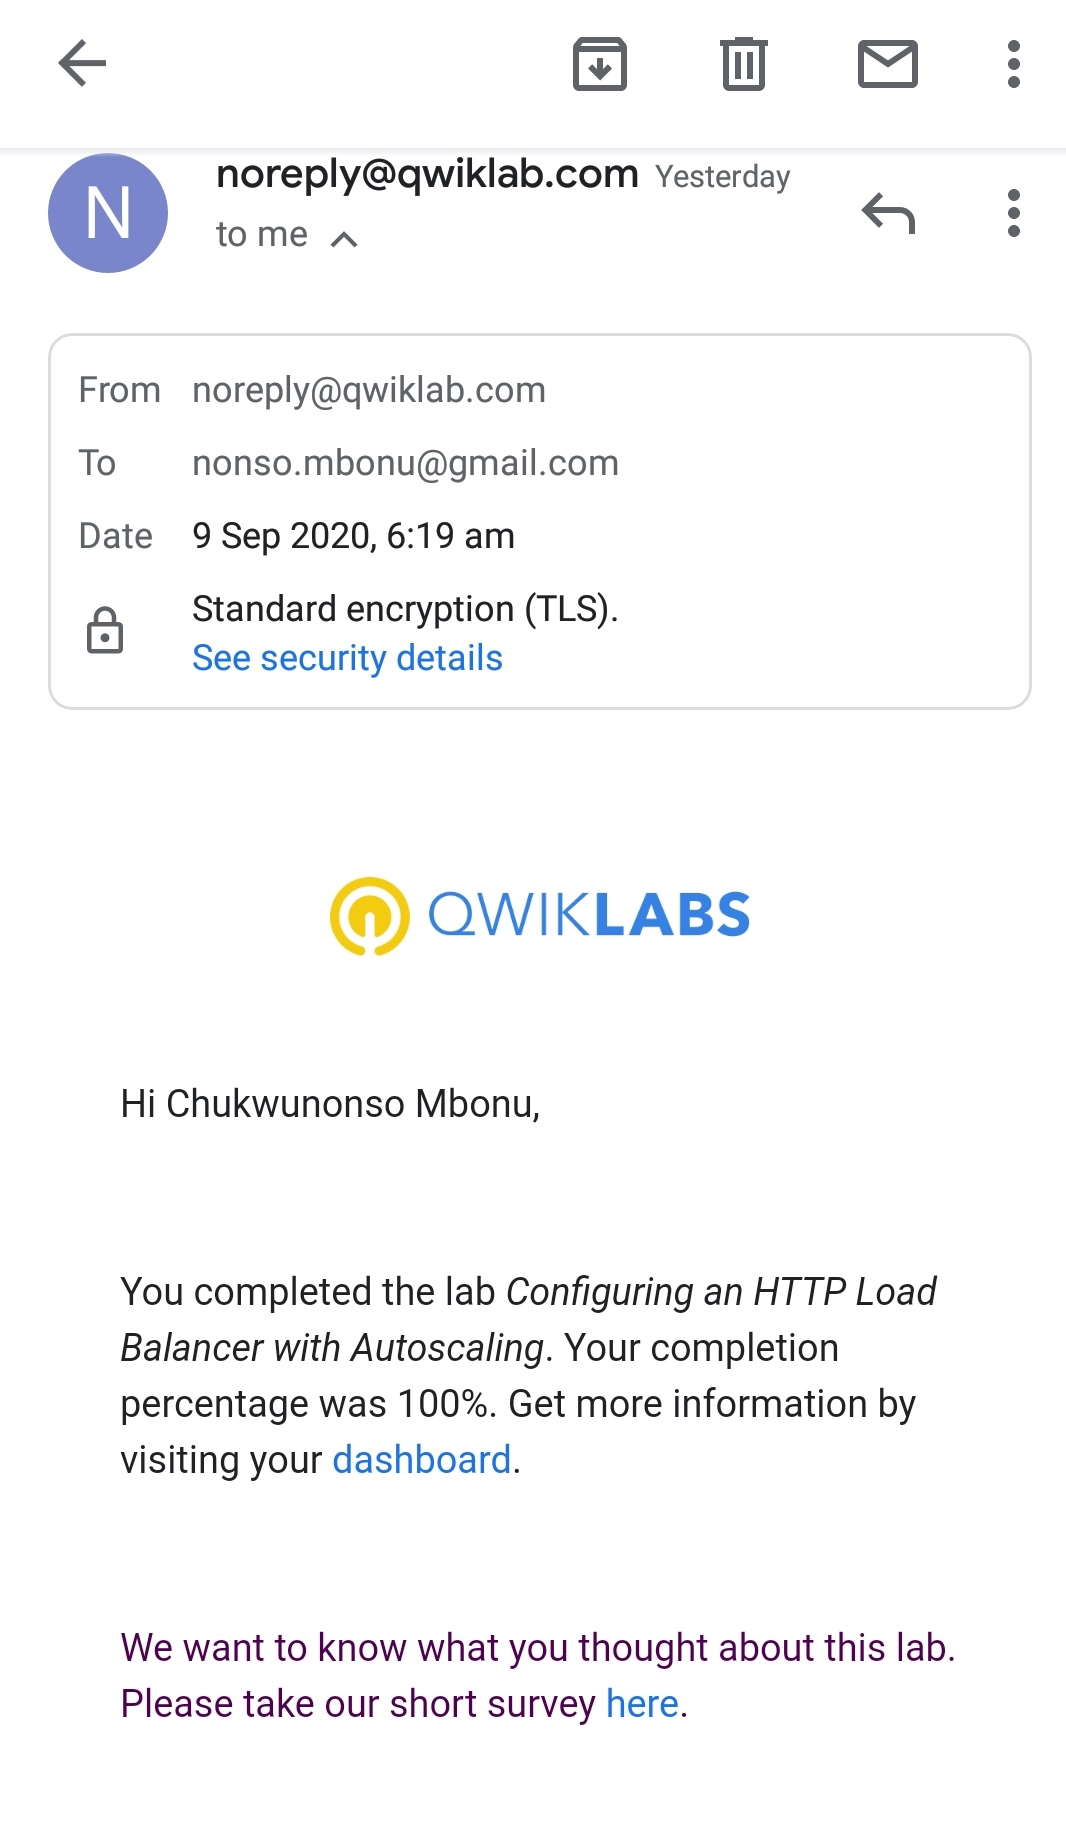 N
noreply@qwiklab.com Yesterday
to me
From noreply@qwiklab.com
To nonso.mbonu@gmail.com
Date 9 Sep 2020, 6:19 am
Standard encryption (TLS).
See security details
QWIKLABS
Hi Chukwunonso Mbonu,
You completed the lab Configuring an HTTP Load
Balancer with Autoscaling. Your completion
percentage was 100%. Get more information by
visiting your dashboard.
We want to know what you thought about this lab.
Please take our short survey here.